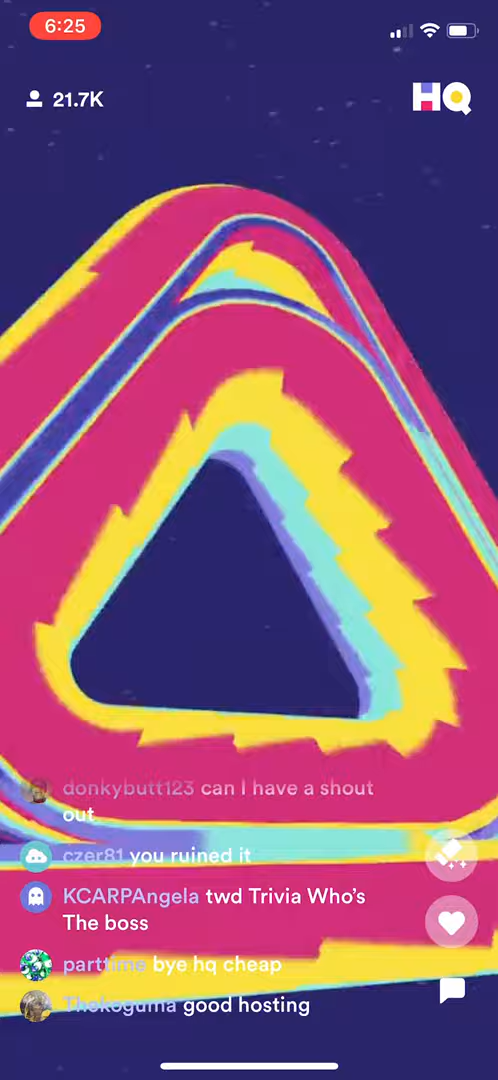 6:25
21.7K
HQ
donkybutt123 can I have a shout
out
czer81 you ruined it
KCARPAngela twd Trivia Who's
The boss
parttime bye hq cheap
Thekoguma good hosting